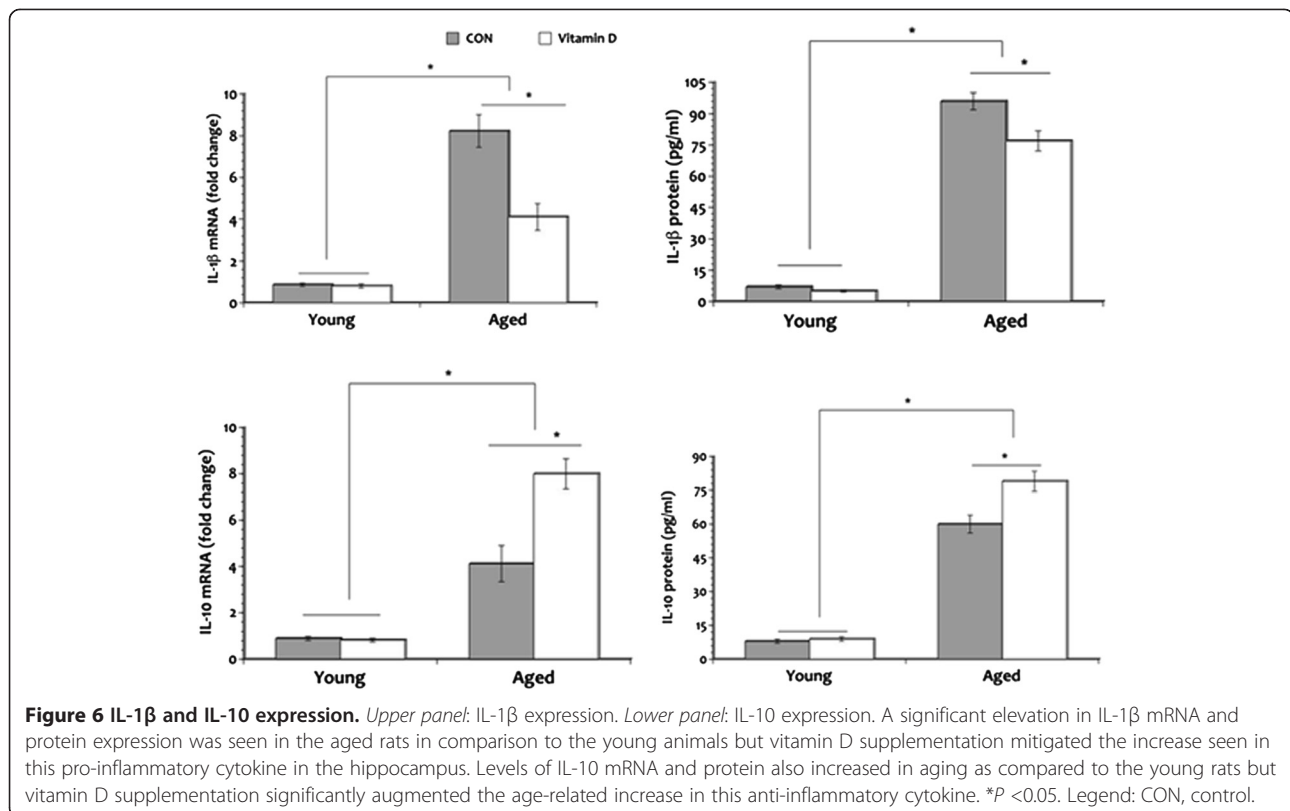 CON Vitamin D
*
*
IL-1β mRNA (fold change)
10
8
6
4
2
0
Young Aged
*
*
IL-1β protein (pg/ml)
105
90
75
60
45
30
15
0
Young Aged
*
*
IL-10 mRNA (fold change)
10
8
6
4
2
0
Young Aged
*
*
IL-10 protein (pg/ml)
90
75
60
45
30
15
0
Young Aged
Figure 6 IL-1β and IL-10 expression. Upper panel: IL-1β expression. Lower panel: IL-10 expression. A significant elevation in IL-1β mRNA and
protein expression was seen in the aged rats in comparison to the young animals but vitamin D supplementation mitigated the increase seen in
this pro-inflammatory cytokine in the hippocampus. Levels of IL-10 mRNA and protein also increased in aging as compared to the young rats but
vitamin D supplementation significantly augmented the age-related increase in this anti-inflammatory cytokine. *P <0.05. Legend: CON, control.